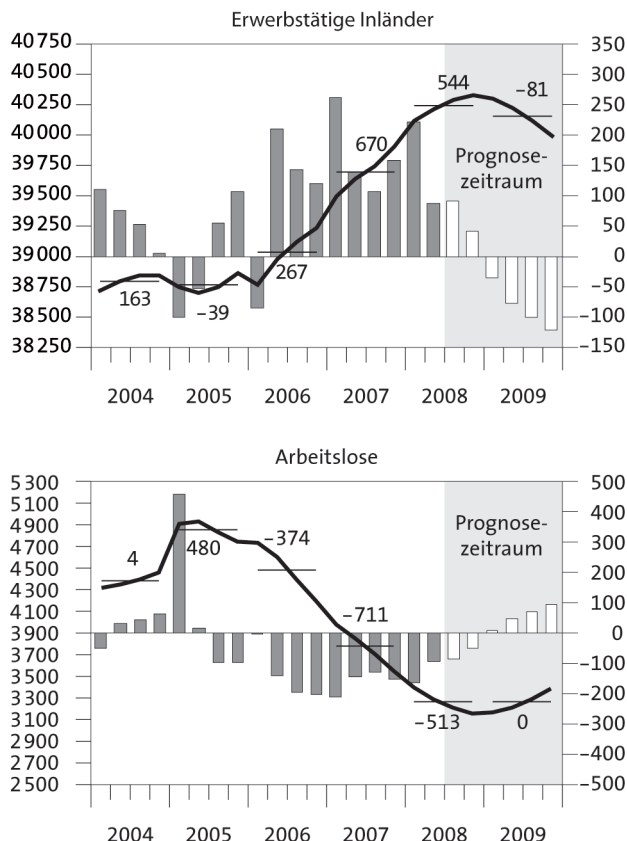 Erwerbstätige Inländer
40 750 350
40 500 300
544
40 250 250
-81
40 000 200
670
39 750 150
Prognose-
zeitraum
39 500 100
39 250 50
39 000 0
267
38 750 -50
163
-39
38 500 -100
38 250 -150
2004 2005 2006 2007 2008 2009
Arbeitslose
5 300 500
5 100 400
4 900 300
Prognose-
zeitraum
4 700 200
4 480 -374
4 500
4 300 100
4 100
-711
3 900 0
3 700 -100
3 500
3 300 -200
3 100 -300
-513 0
2 900
2 700 -400
2 500 -500
2004 2005 2006 2007 2008 2009